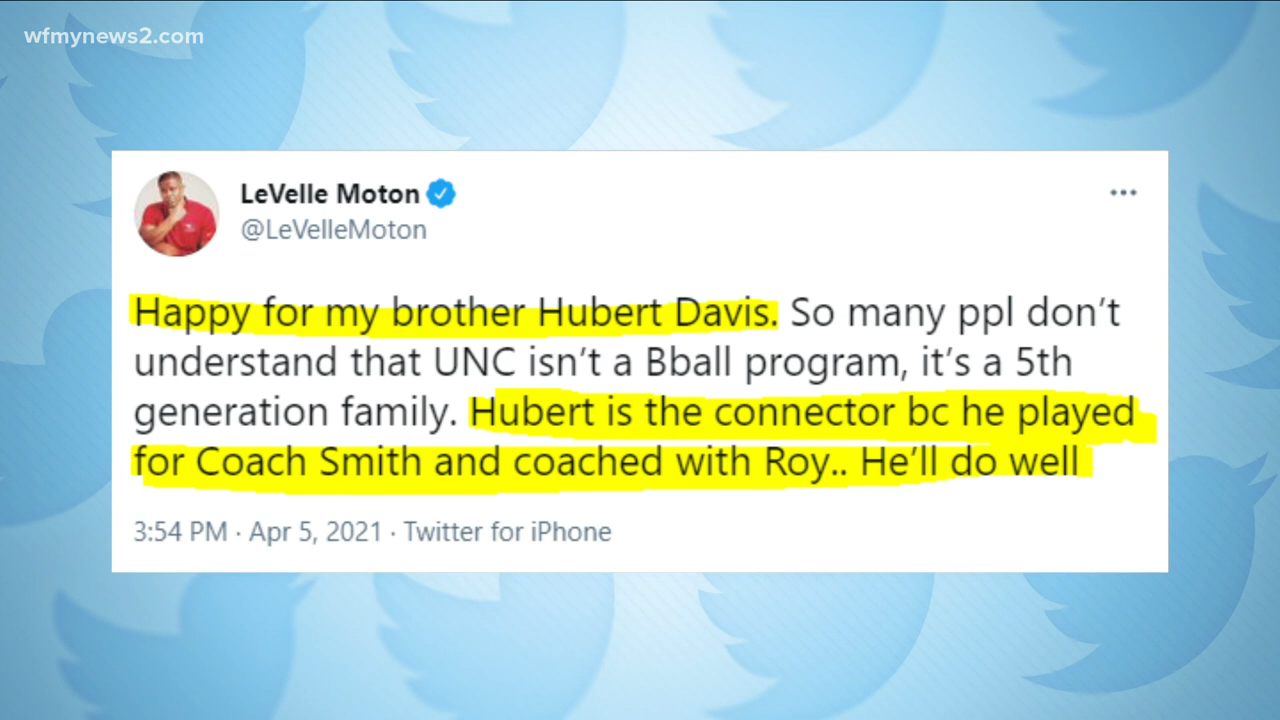 wfmynews2.com
LeVelle Moton
@LeVelleMoton
Happy for my brother Hubert Davis. So many ppl don’t
understand that UNC isn’t a Bball program, it’s a 5th
generation family. Hubert is the connector bc he played
for Coach Smith and coached with Roy.. He’ll do well
3:54 PM · Apr 5, 2021 · Twitter for iPhone